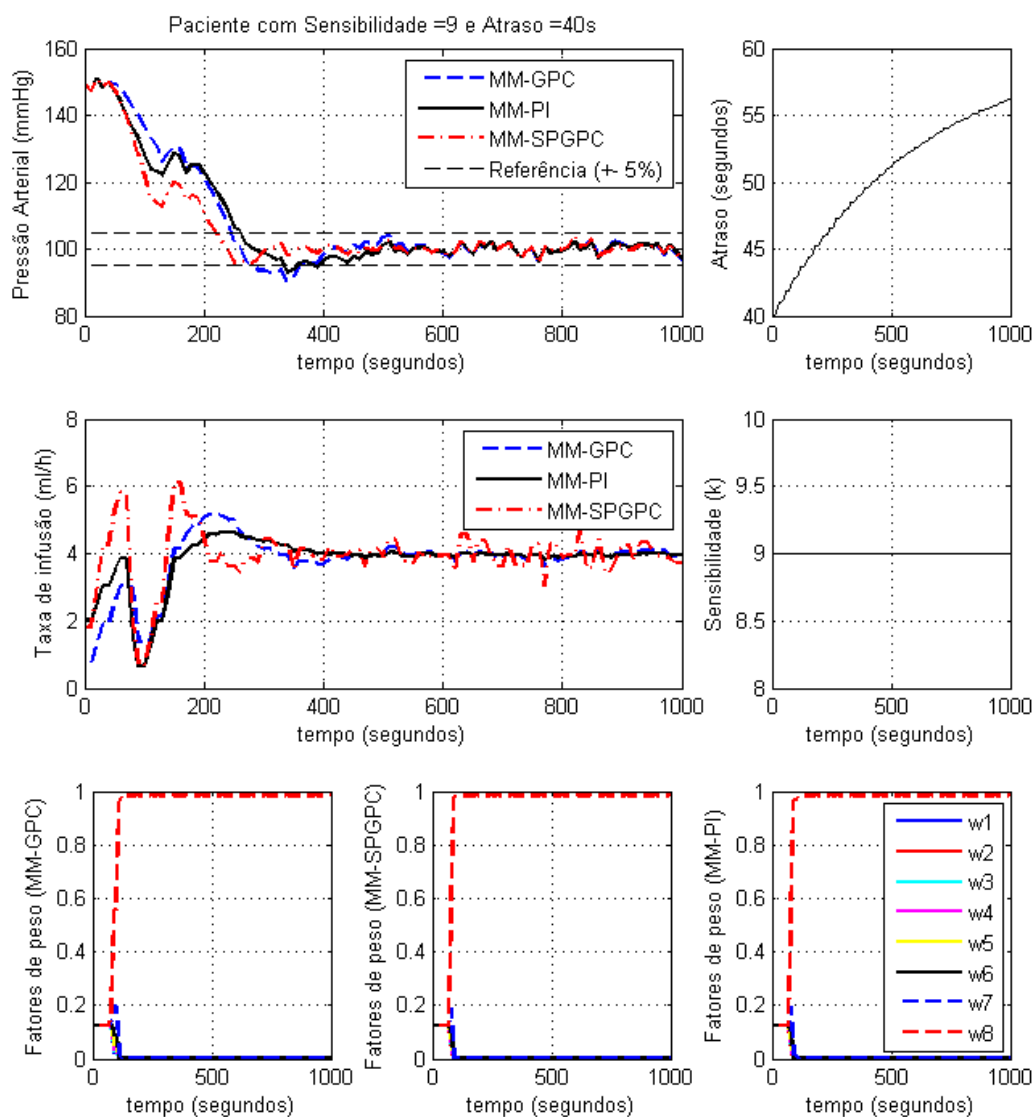 Paciente com Sensibilidade =9 e Atraso =40s
Pressão Arterial (mmHg)
160
140
120
100
80
MM-GPC
MM-PI
MM-SPGPC
Referência (+- 5%)
0
200
400
600
800
1000
tempo (segundos)
Atraso (segundos)
60
55
50
45
40
0
500
1000
tempo (segundos)
Taxa de infusão (ml/h)
8
6
4
2
0
MM-GPC
MM-PI
MM-SPGPC
0
200
400
600
800
1000
tempo (segundos)
Sensibilidade (k)
10
9.5
9
8.5
8
0
500
1000
tempo (segundos)
Fatores de peso (MM-GPC)
1
0.8
0.6
0.4
0.2
0
0
500
1000
tempo (segundos)
Fatores de peso (MM-SPGPC)
1
0.8
0.6
0.4
0.2
0
0
500
1000
tempo (segundos)
Fatores de peso (MM-PI)
1
0.8
0.6
0.4
0.2
0
w1
w2
w3
w4
w5
w6
w7
w8
0
500
1000
tempo (segundos)